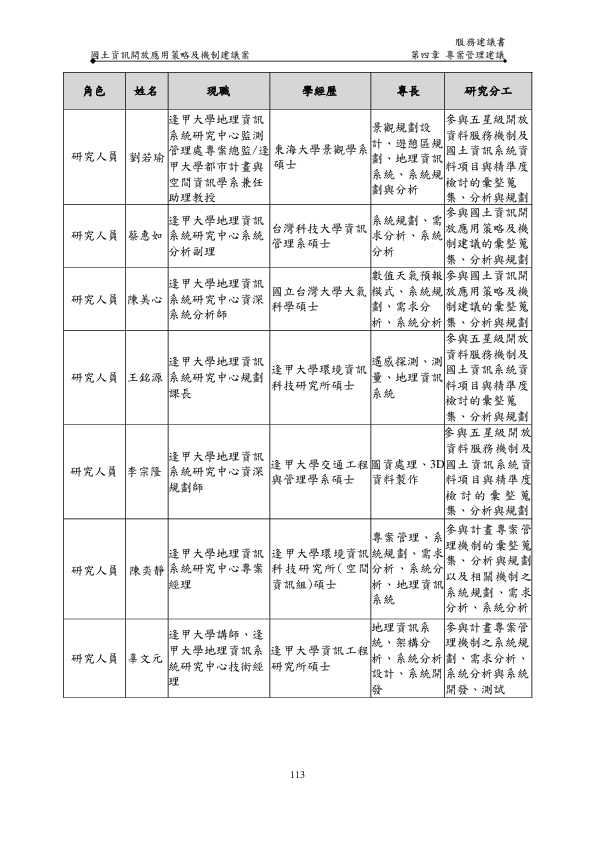 服務建議書
國土資訊開放應用策略及機制建議案
第四章 專案管理建議
角色 姓名 現職 學經歷 專長 研究分工
研究人員
劉若瑜
逢甲大學地理資訊
系統研究中心監測
管理處專案總監/逢
甲大學都市計畫與
空間資訊學系兼任
助理教授
東海大學景觀學系
碩士
景觀規劃設
計、遊憩區規
劃、地理資訊
系統、系統規
劃與分析
參與五星級開放
資料服務機制及
國土資訊系統資
料項目與精準度
檢討的彙整蒐
集、分析與規劃
研究人員
蔡惠如
逢甲大學地理資訊
系統研究中心系統
分析副理
台灣科技大學資訊
管理系碩士
系統規劃、需
求分析、系統
分析
參與國土資訊開
放應用策略及機
制建議的彙整蒐
集、分析與規劃
研究人員
陳美心
逢甲大學地理資訊
系統研究中心資深
系統分析師
國立台灣大學大氣
科學碩士
數值天氣預報
模式、系統規
劃、需求分
析、系統分析
參與國土資訊開
放應用策略及機
制建議的彙整蒐
集、分析與規劃
研究人員
王銘源
逢甲大學地理資訊
系統研究中心規劃
課長
逢甲大學環境資訊
科技研究所碩士
遙感探測、測
量、地理資訊
系統
參與五星級開放
資料服務機制及
國土資訊系統資
料項目與精準度
檢討的彙整蒐
集、分析與規劃
研究人員
李宗隆
逢甲大學地理資訊
系統研究中心資深
規劃師
逢甲大學交通工程
與管理學系碩士
圖資處理、3D
資料製作
參與五星級開放
資料服務機制及
國土資訊系統資
料項目與精準度
檢討的彙整蒐
集、分析與規劃
研究人員
陳奕靜
逢甲大學地理資訊
系統研究中心專案
經理
逢甲大學環境資訊
科技研究所(空間
資訊組)碩士
專案管理、系
統規劃、需求
分析、系統分
析、地理資訊
系統
參與計畫專案管
理機制的彙整蒐
集、分析與規劃
以及相關機制之
系統規劃、需求
分析、系統分析
研究人員
辜文元
逢甲大學講師、逢
甲大學地理資訊系
統研究中心技術經
理
逢甲大學資訊工程
研究所碩士
地理資訊系
統、架構分
析、系統分析
設計、系統開
發
參與計畫專案管
理機制之系統規
劃、需求分析、
系統分析與系統
開發、測試
113